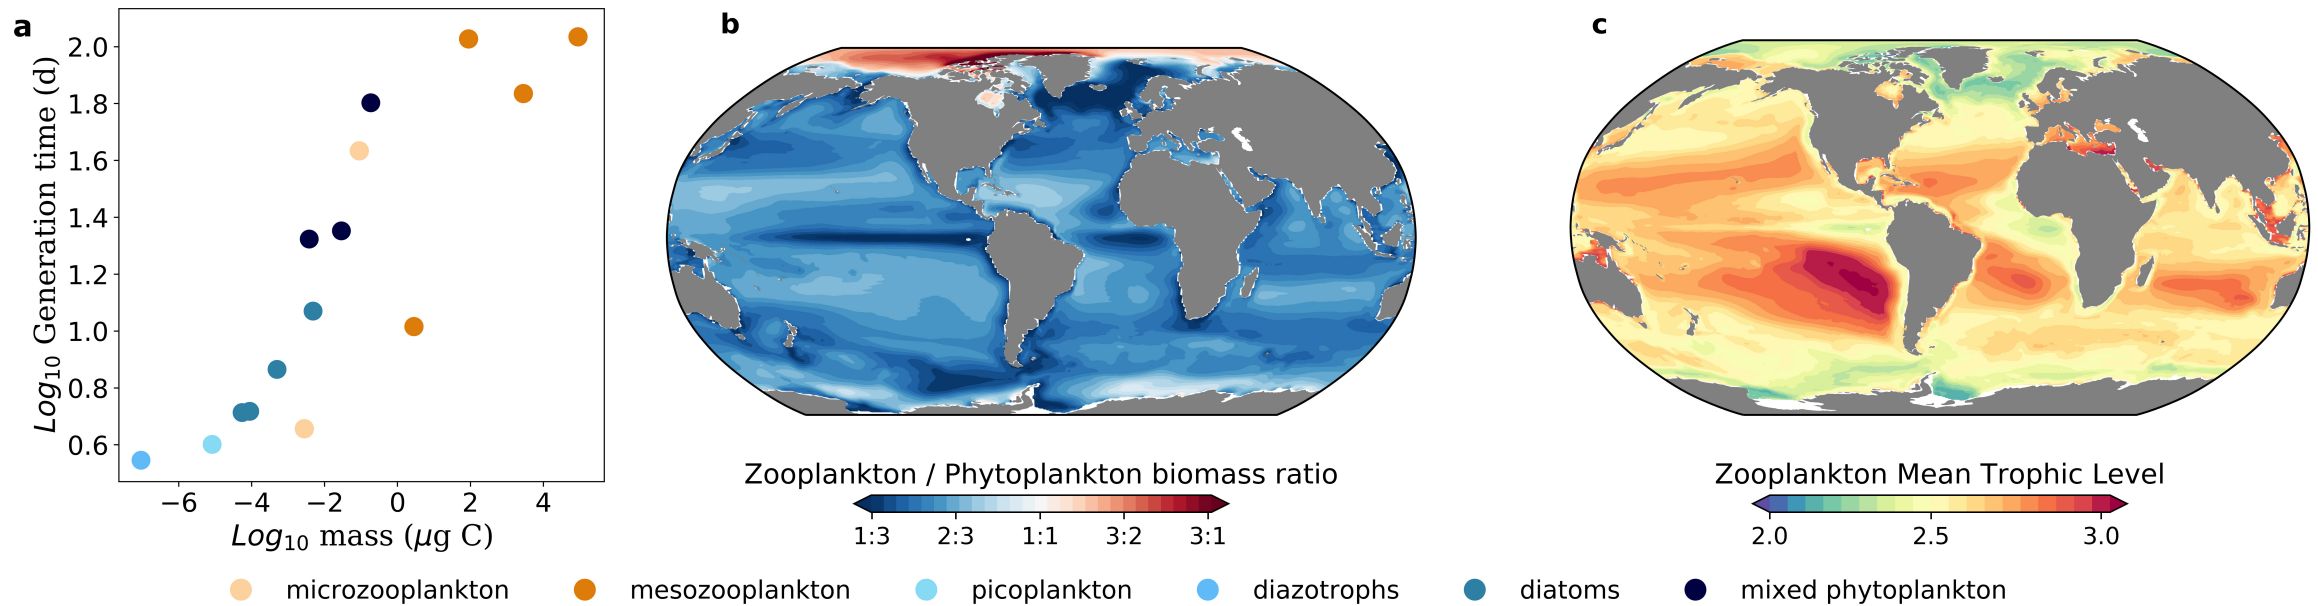 a
Log10 Generation time (d)
2.0
1.8
1.6
1.4
1.2
1.0
0.8
0.6
−6 −4 −2 0 2 4
Log10 mass (μg C)
b
Zooplankton / Phytoplankton biomass ratio
1:3 2:3 1:1 3:2 3:1
c
Zooplankton Mean Trophic Level
2.0 2.5 3.0
microzooplankton mesozooplankton picoplankton diazotrophs diatoms mixed phytoplankton